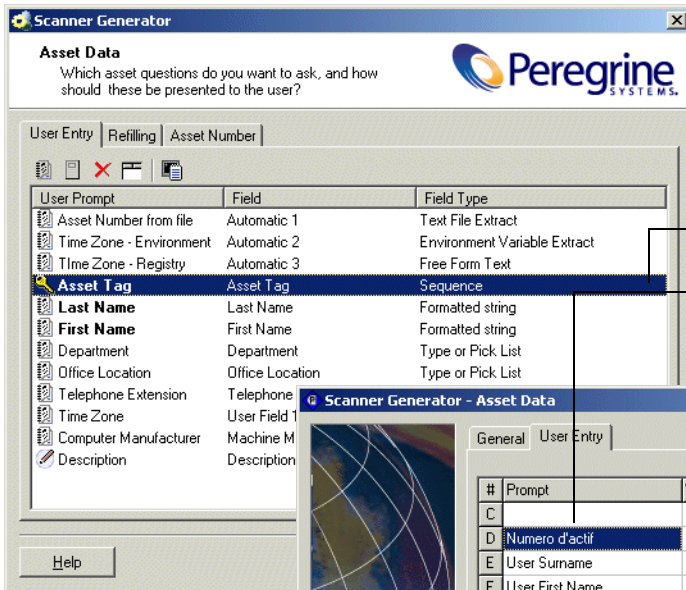 Scanner Generator
Asset Data
Which asset questions do you want to ask, and how
should these be presented to the user?
Peregrine
SYSTEMS.
User Entry Refilling Asset Number
User Prompt Field Field Type
Asset Number from file Automatic 1 Text File Extract
Time Zone - Environment Automatic 2 Environment Variable Extract
TIme Zone - Registry Automatic 3 Free Form Text
Asset Tag Asset Tag Sequence
Last Name Last Name Formatted string
First Name First Name Formatted string
Department Department Type or Pick List
Office Location Office Location Type or Pick List
Telephone Extension Telephone
Time Zone User Field 1
Computer Manufacturer Machine M
Description Description
Help
Scanner Generator - Asset Data
General User Entry
# Prompt
C
D Numero d'actif
E User Surname
F User First Name